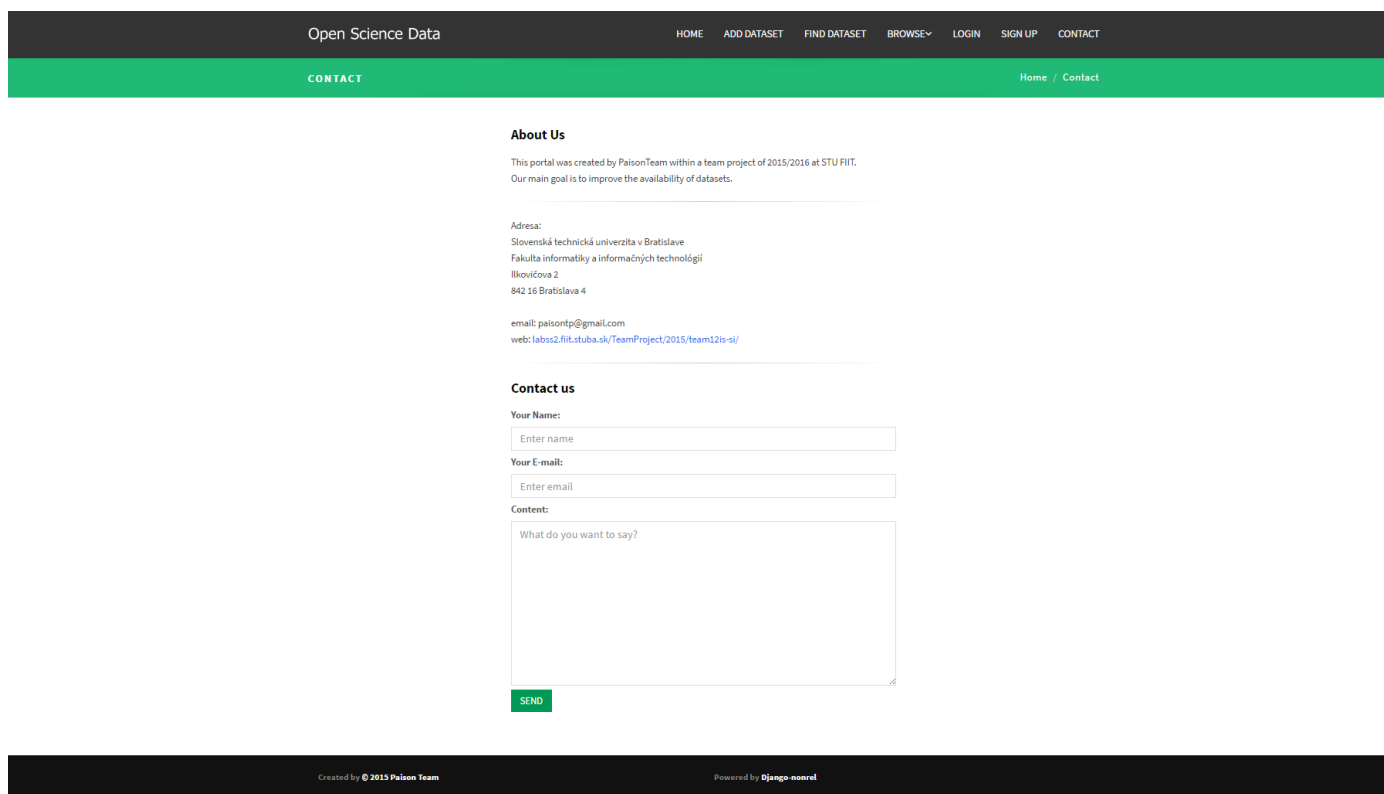 Open Science Data
HOME ADD DATASET FIND DATASET BROWSE LOGIN SIGN UP CONTACT
CONTACT
Home / Contact
About Us
This portal was created by PaisonTeam within a team project of 2015/2016 at STU FIIT.
Our main goal is to improve the availability of datasets.
Adresa:
Slovenská technická univerzita v Bratislave
Fakulta informatiky a informačných technológií
Ilkovičova 2
842 16 Bratislava 4
email: paisontp@gmail.com
web: labss2.fiit.stuba.sk/TeamProject/2015/team12is-si/
Contact us
Your Name:
Enter name
Your E-mail:
Enter email
Content:
What do you want to say?
SEND
Created by © 2015 Paison Team
Powered by Django-nonrel